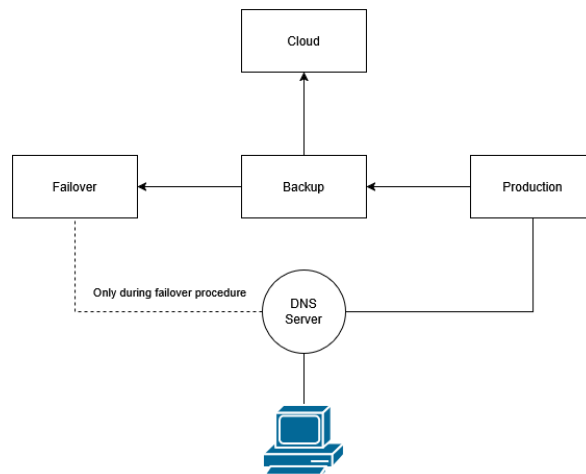 Cloud
Failover
Backup
Production
Only during failover procedure
DNS
Server